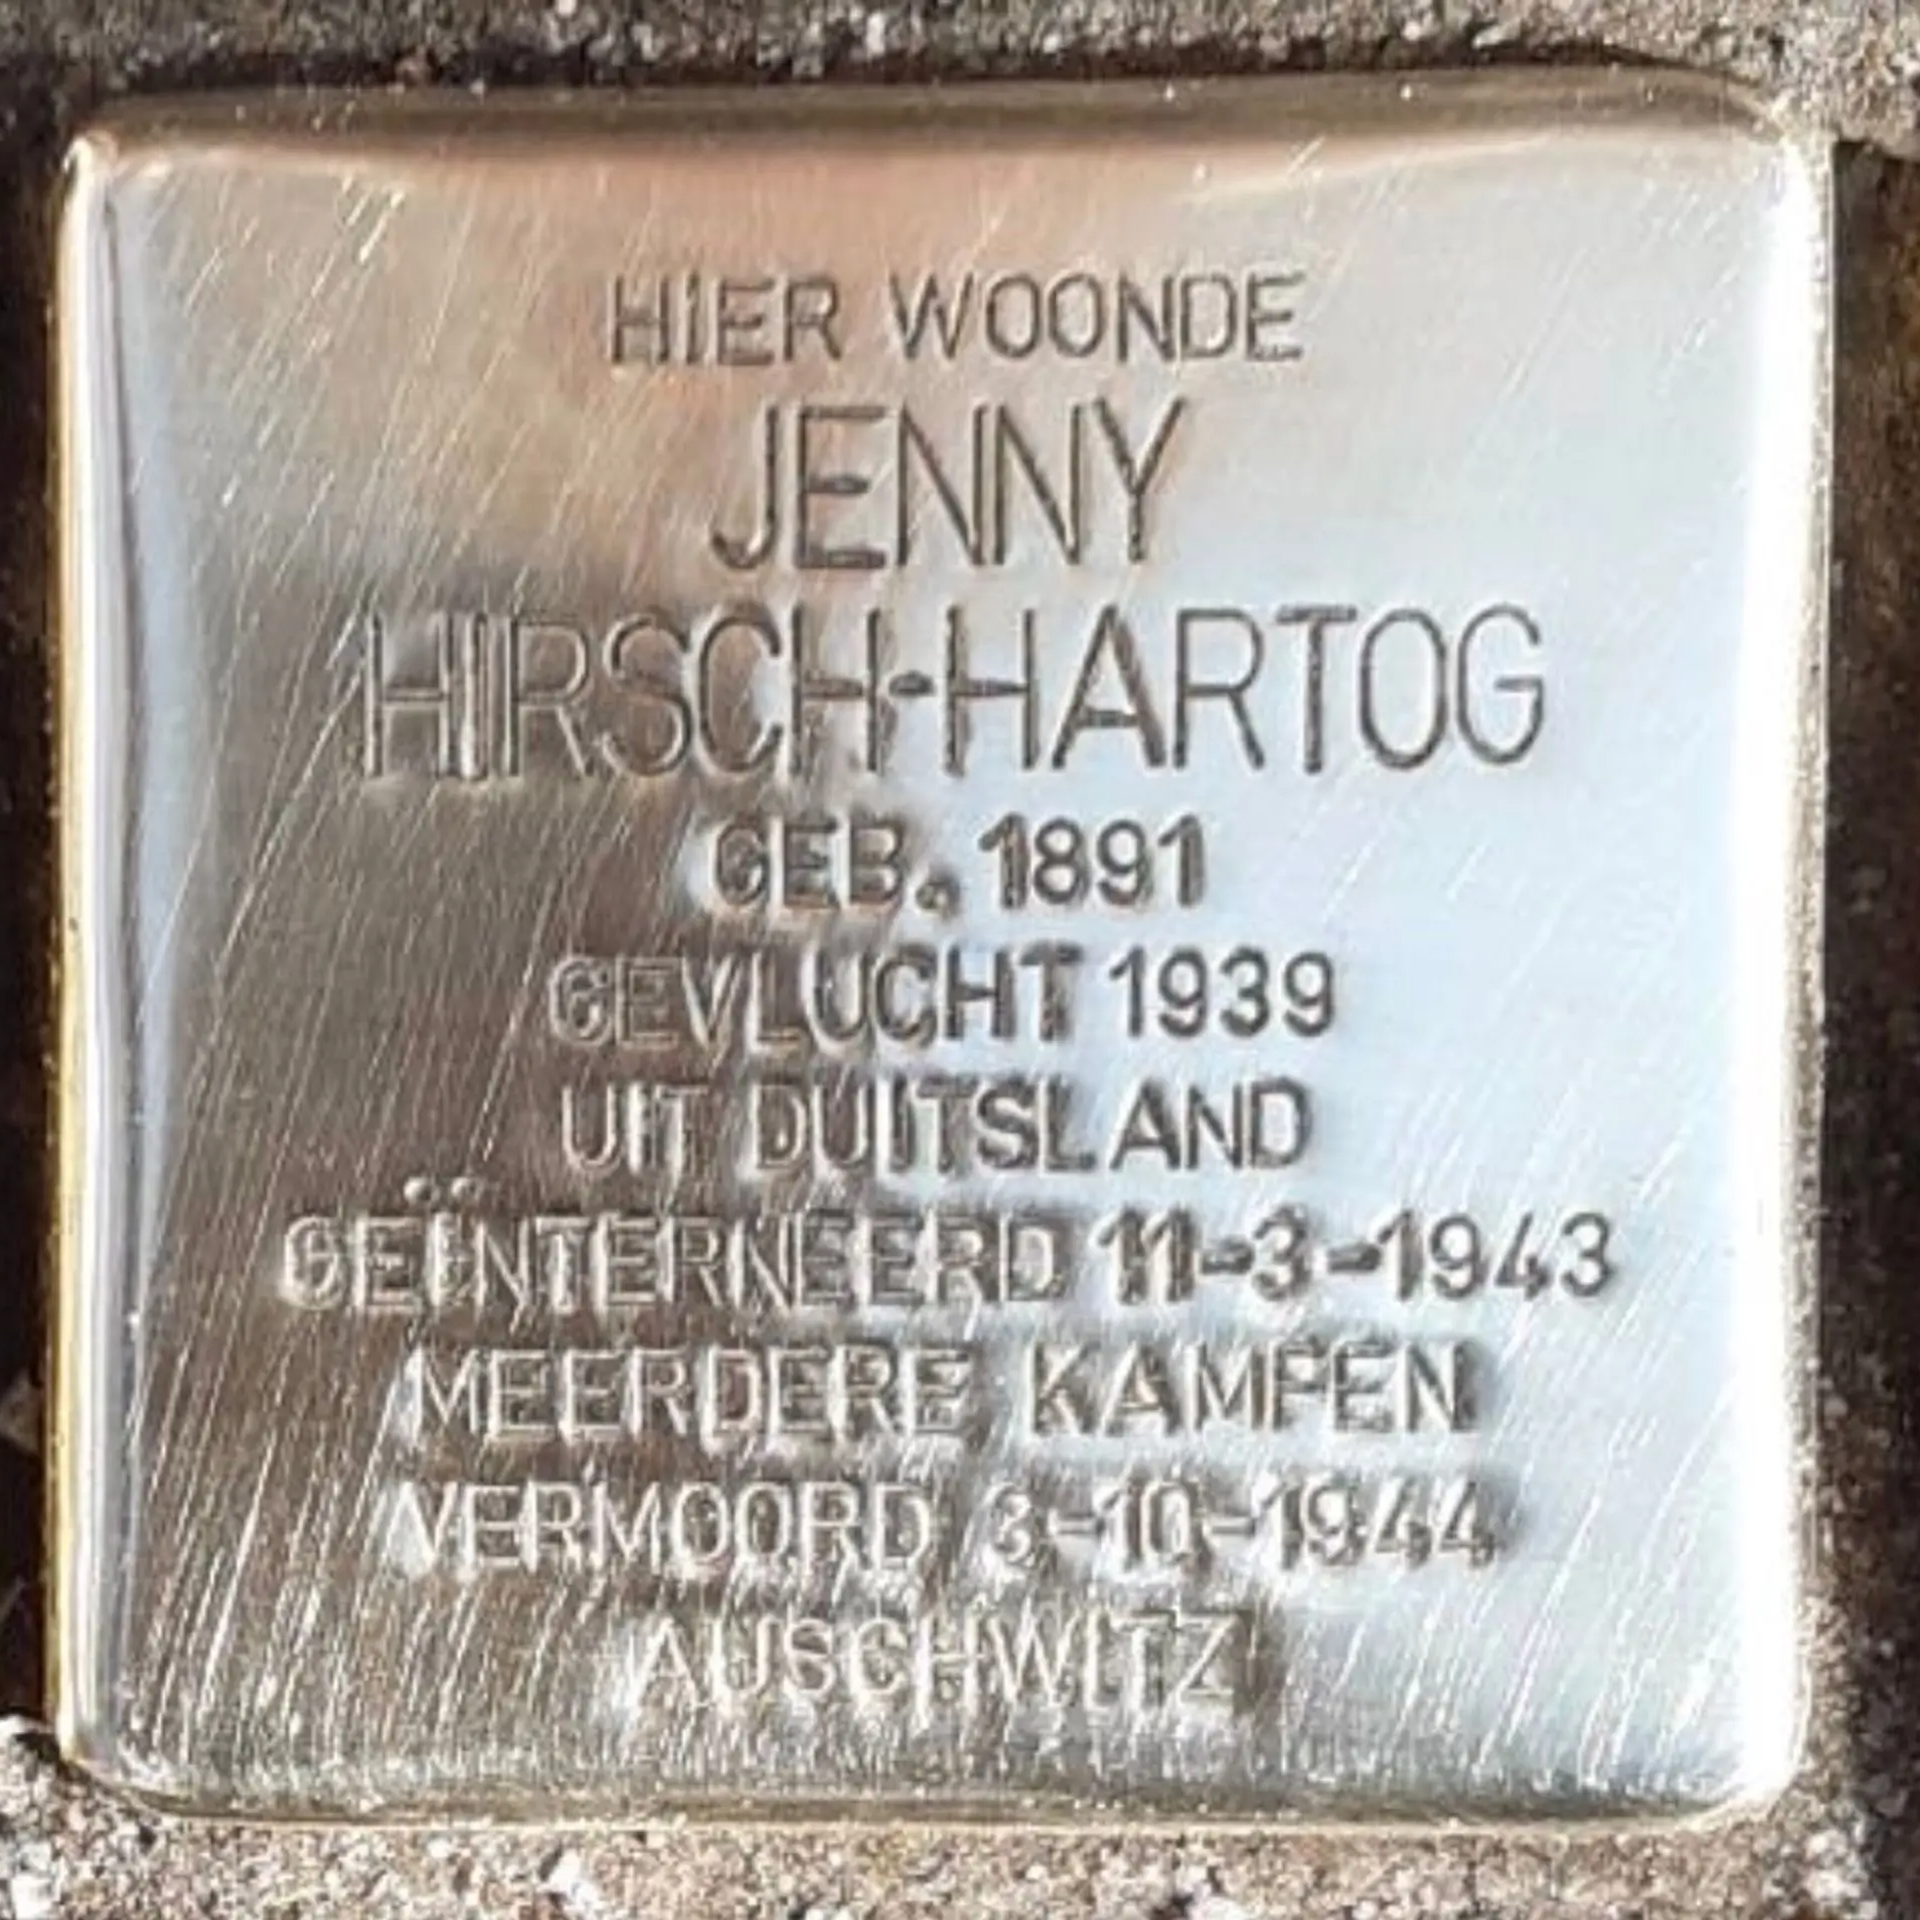 HIER WOONDE
JENNY
HIRSCH-HARTOG
GEB. 1891
GEVLUCHT 1939
UIT DUITSLAND
GEÏNTERNEERD 11-3-1943
MEERDERE KAMPEN
VERMOORD 3-10-1944
AUSCHWITZ